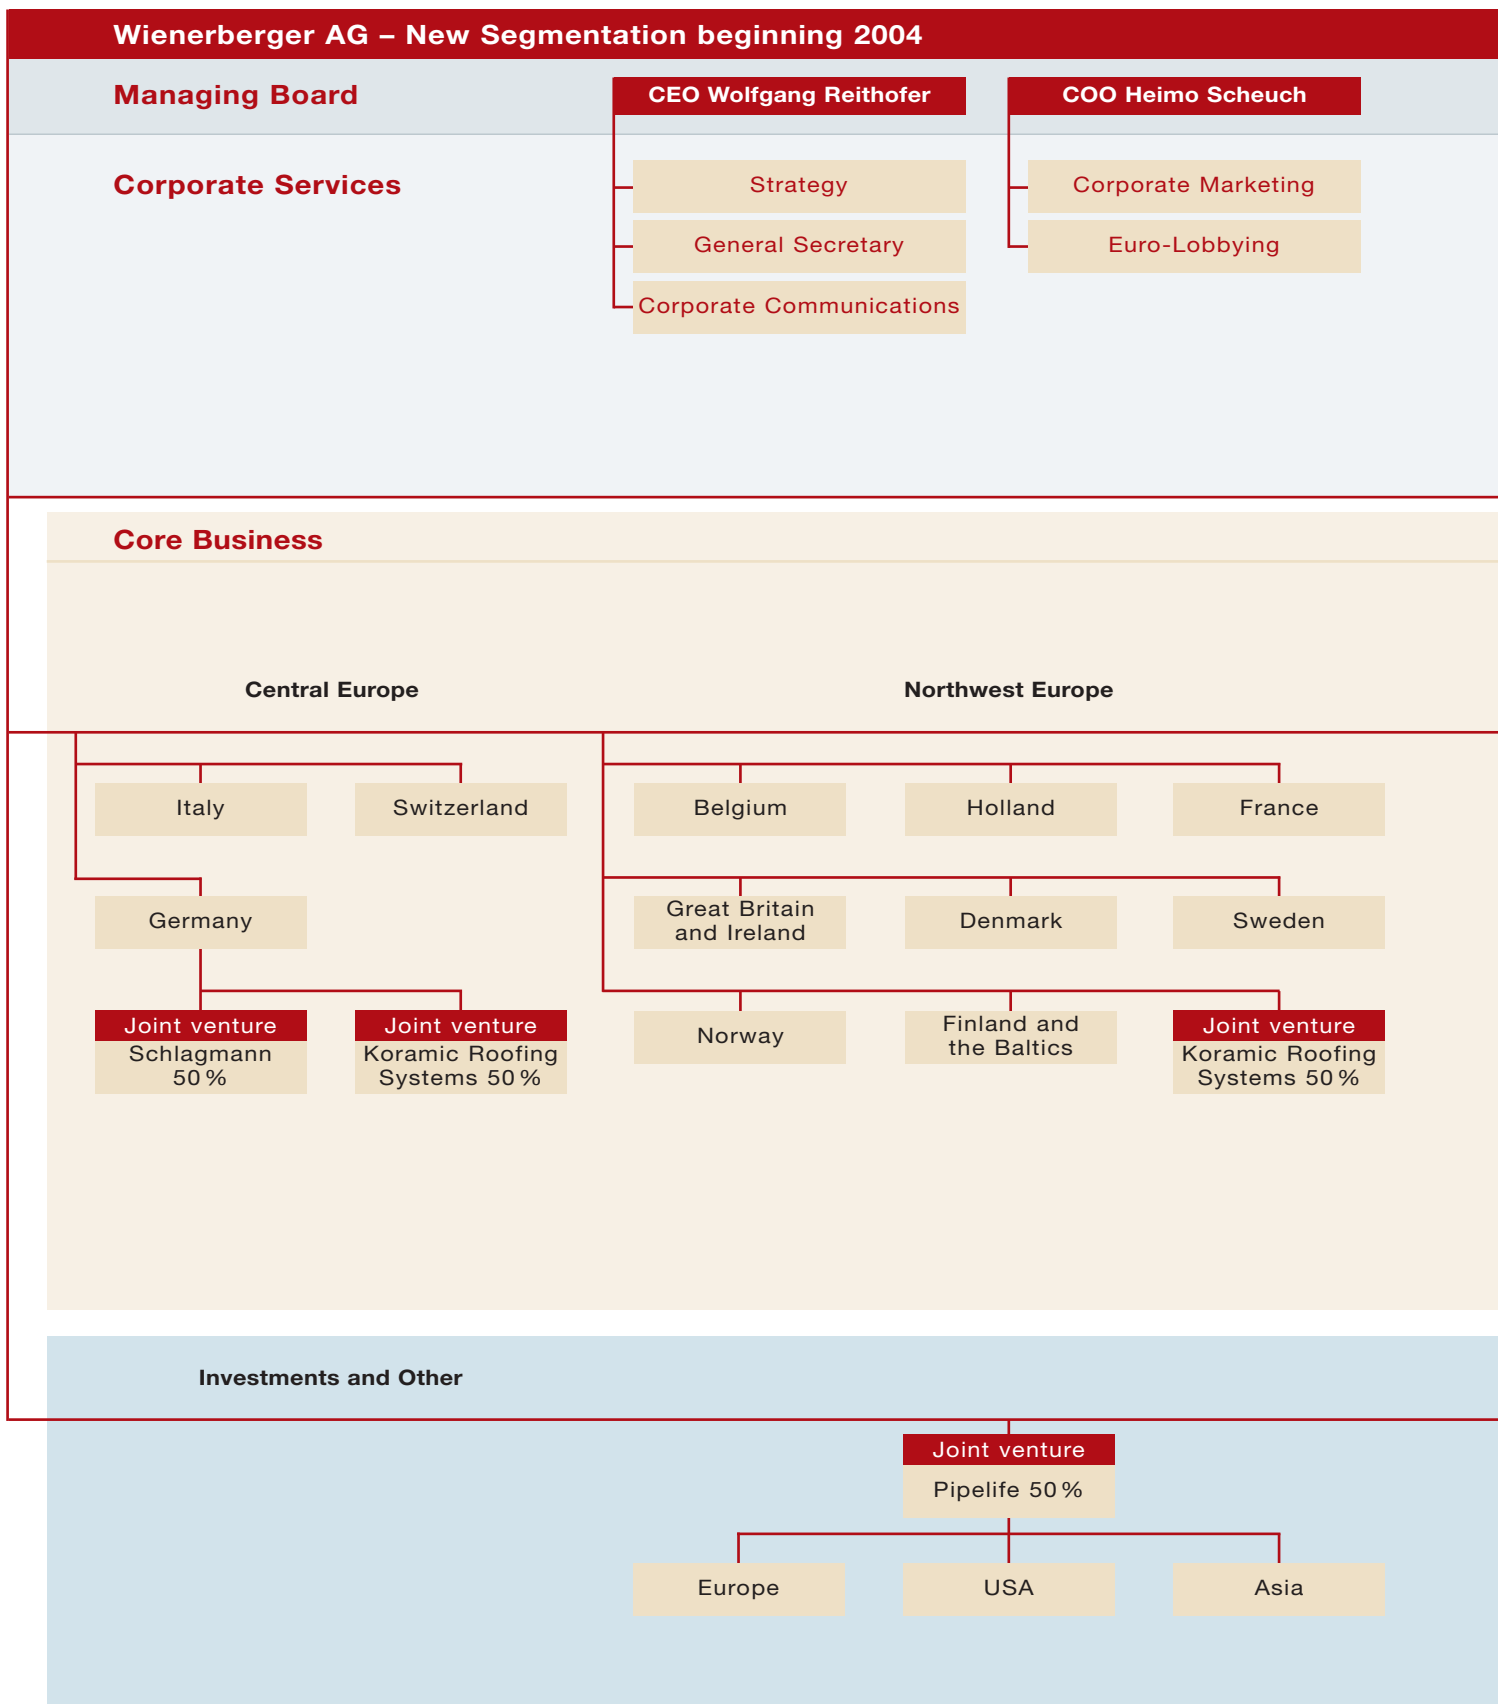 Wienerberger AG – New Segmentation beginning 2004
Managing Board
CEO Wolfgang Reithofer
COO Heimo Scheuch
Corporate Services
Strategy
Corporate Marketing
General Secretary
Euro-Lobbying
Corporate Communications
Core Business
Central Europe
Northwest Europe
Italy
Switzerland
Belgium
Holland
France
Germany
Great Britain
and Ireland
Denmark
Sweden
Joint venture
Schlagmann
50 %
Joint venture
Koramic Roofing
Systems 50 %
Norway
Finland and
the Baltics
Joint venture
Koramic Roofing
Systems 50 %
Investments and Other
Joint venture
Pipelife 50 %
Europe
USA
Asia